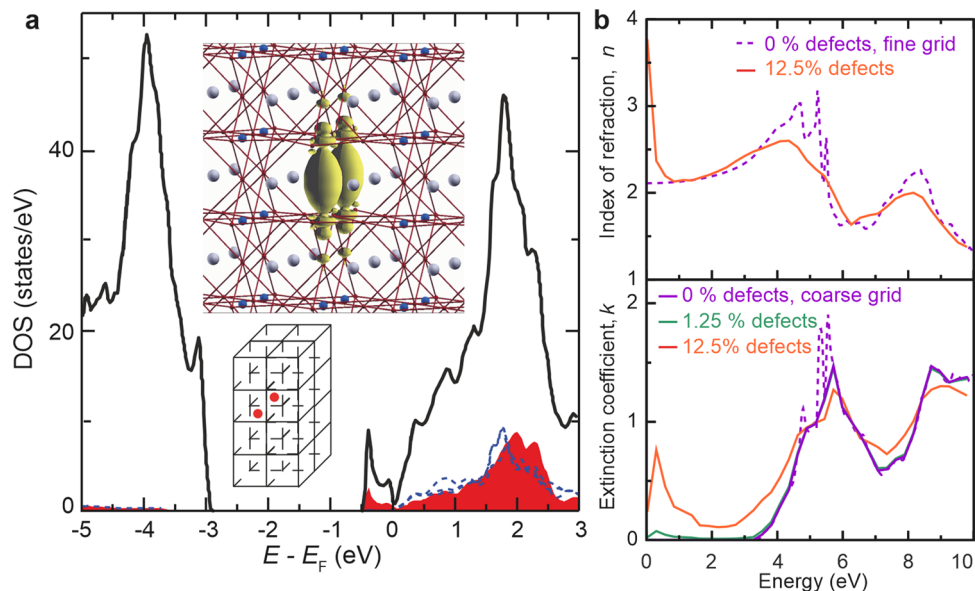 a
DOS (states/eV)
40
20
0
-5 -4 -3 -2 -1 0 1 2 3
E - E_F (eV)
b
0 % defects, fine grid
12.5% defects
Index of refraction, n
4
3
2
1
0 % defects, coarse grid
1.25 % defects
12.5% defects
Extinction coefficient, k
2
1
0
0 2 4 6 8 10
Energy (eV)